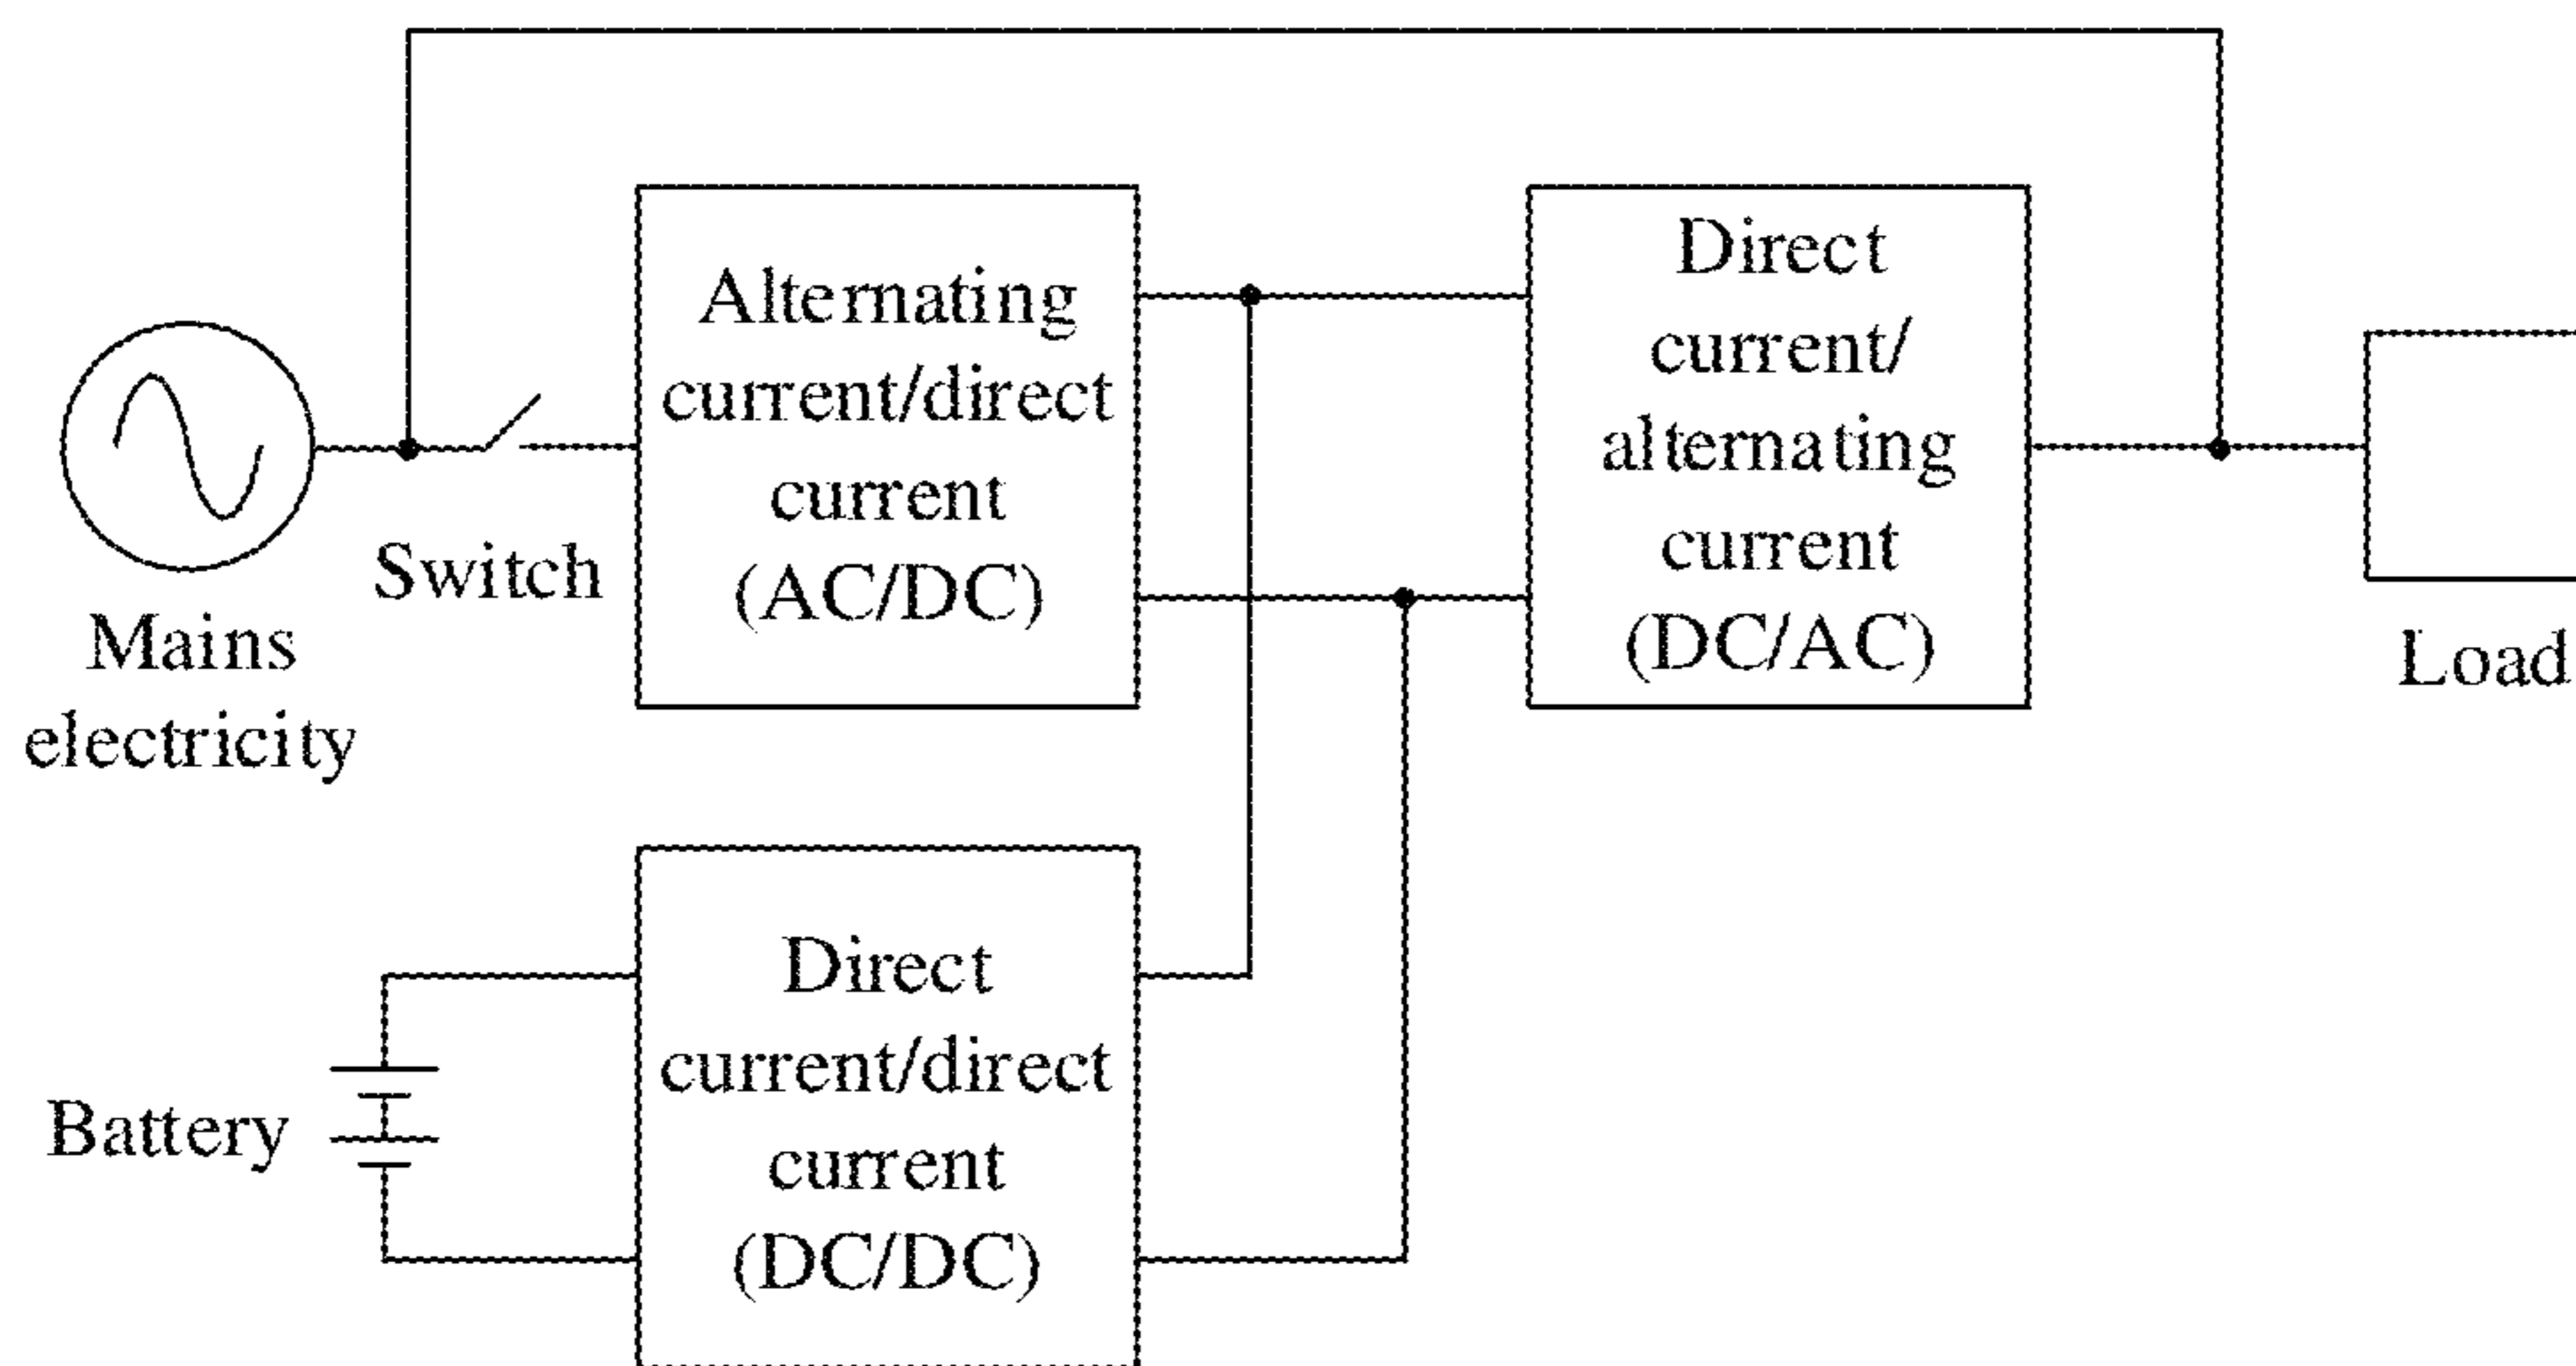 Alternating
current/direct
current
(AC/DC)
Direct
current/
alternating
current
(DC/AC)
Switch
Mains
electricity
Load
Direct
current/direct
current
(DC/DC)
Battery